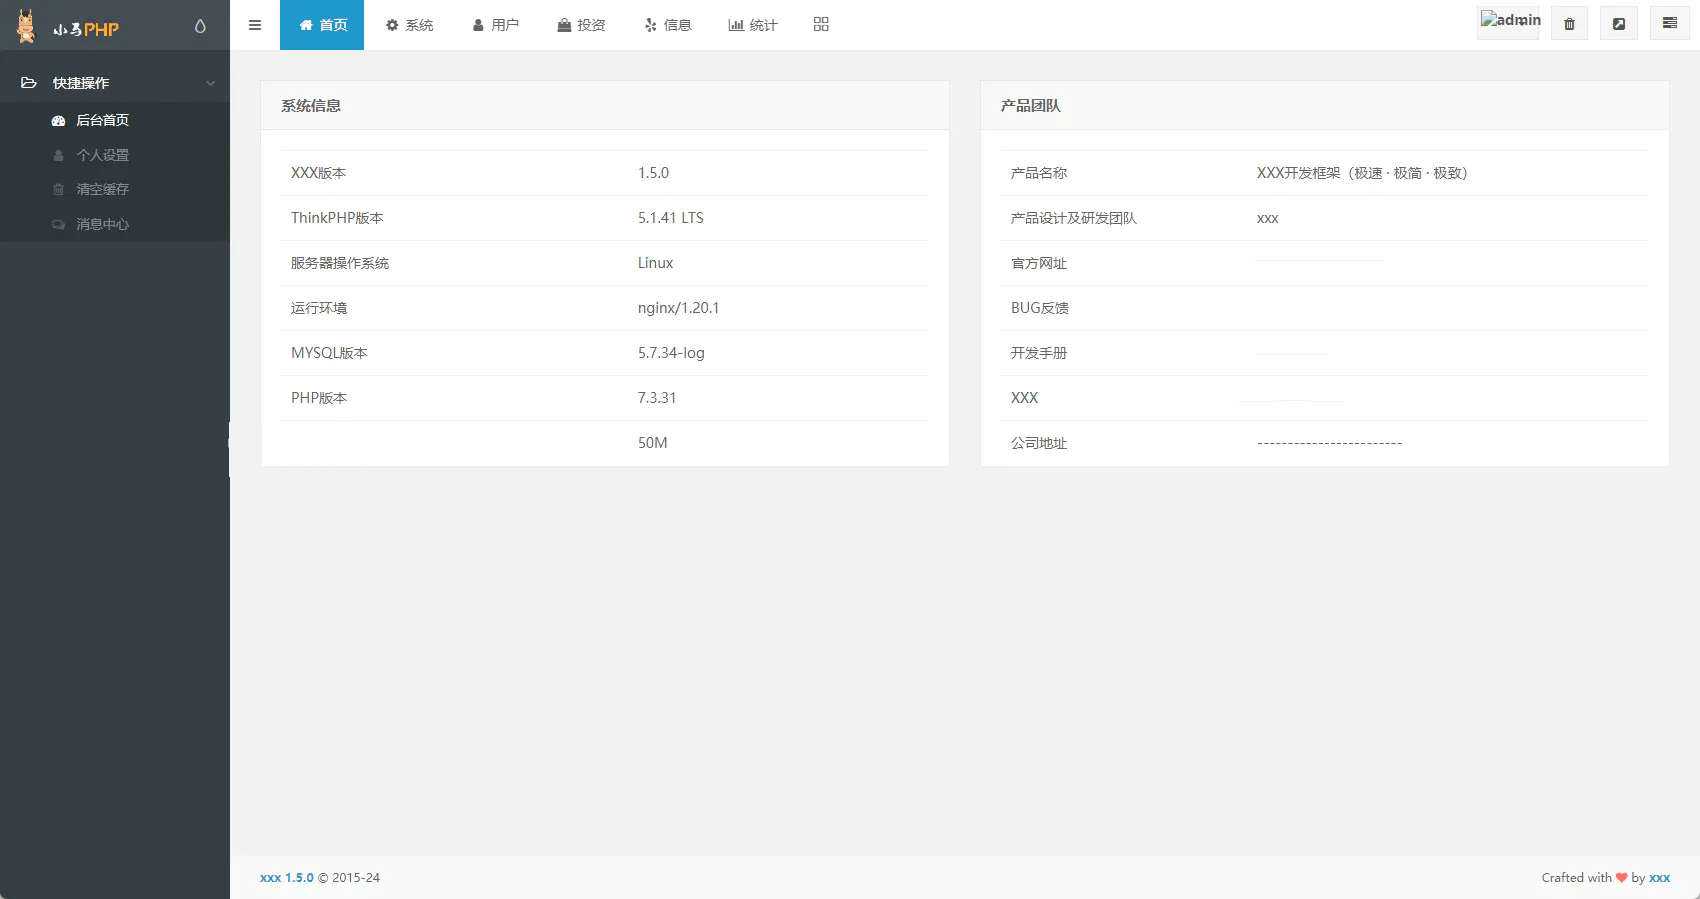 小马PHP
首页 系统 用户 投资 信息 统计
admin
快捷操作
后台首页
个人设置
清空缓存
消息中心
系统信息
XXX版本 1.5.0
ThinkPHP版本 5.1.41 LTS
服务器操作系统 Linux
运行环境 nginx/1.20.1
MYSQL版本 5.7.34-log
PHP版本 7.3.31
50M
产品团队
产品名称 XXX开发框架（极速 · 极简 · 极致）
产品设计及研发团队 xxx
官方网址
BUG反馈
开发手册
XXX
公司地址 ------------------------
xxx 1.5.0 © 2015-24
Crafted with ❤ by xxx